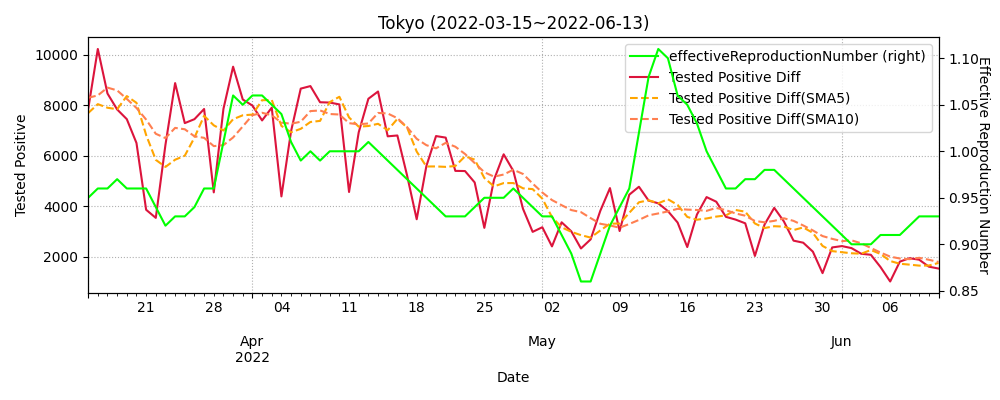 Tokyo (2022-03-15~2022-06-13)
effectiveReproductionNumber (right)
Tested Positive Diff
Tested Positive Diff(SMA5)
Tested Positive Diff(SMA10)
Tested Positive
10000
8000
6000
4000
2000
1.10
1.05
1.00
0.95
0.90
0.85
Effective Reproduction Number
21 28 04 11 18 25 02 09 16 23 30 06
Apr May Jun
2022
Date